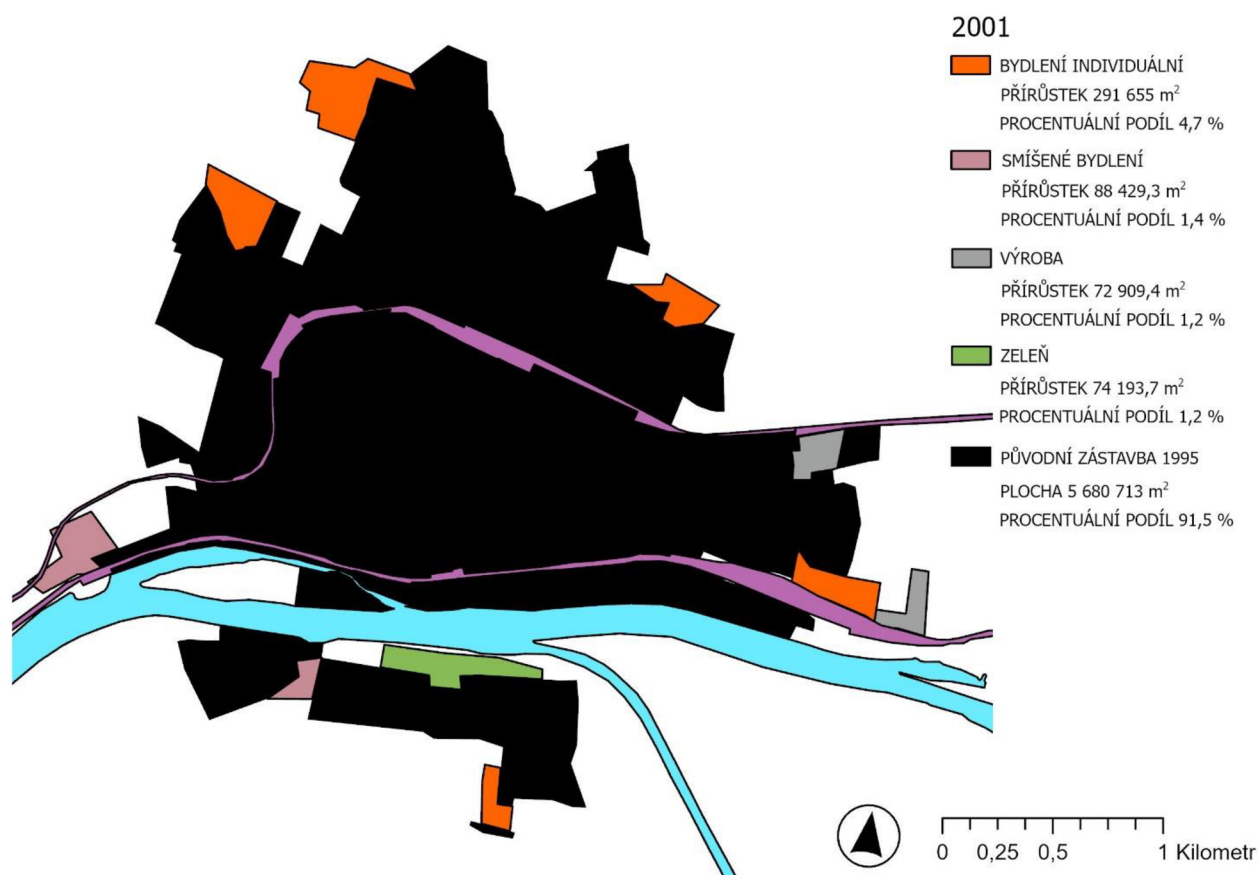 2001
BYDLENÍ INDIVIDUÁLNÍ
PŘÍRŮSTEK 291 655 m²
PROCENTUÁLNÍ PODÍL 4,7 %
SMÍŠENÉ BYDLENÍ
PŘÍRŮSTEK 88 429,3 m²
PROCENTUÁLNÍ PODÍL 1,4 %
VÝROBA
PŘÍRŮSTEK 72 909,4 m²
PROCENTUÁLNÍ PODÍL 1,2 %
ZELEŇ
PŘÍRŮSTEK 74 193,7 m²
PROCENTUÁLNÍ PODÍL 1,2 %
PŮVODNÍ ZÁSTAVBA 1995
PLOCHA 5 680 713 m²
PROCENTUÁLNÍ PODÍL 91,5 %
0 0,25 0,5 1 Kilometr